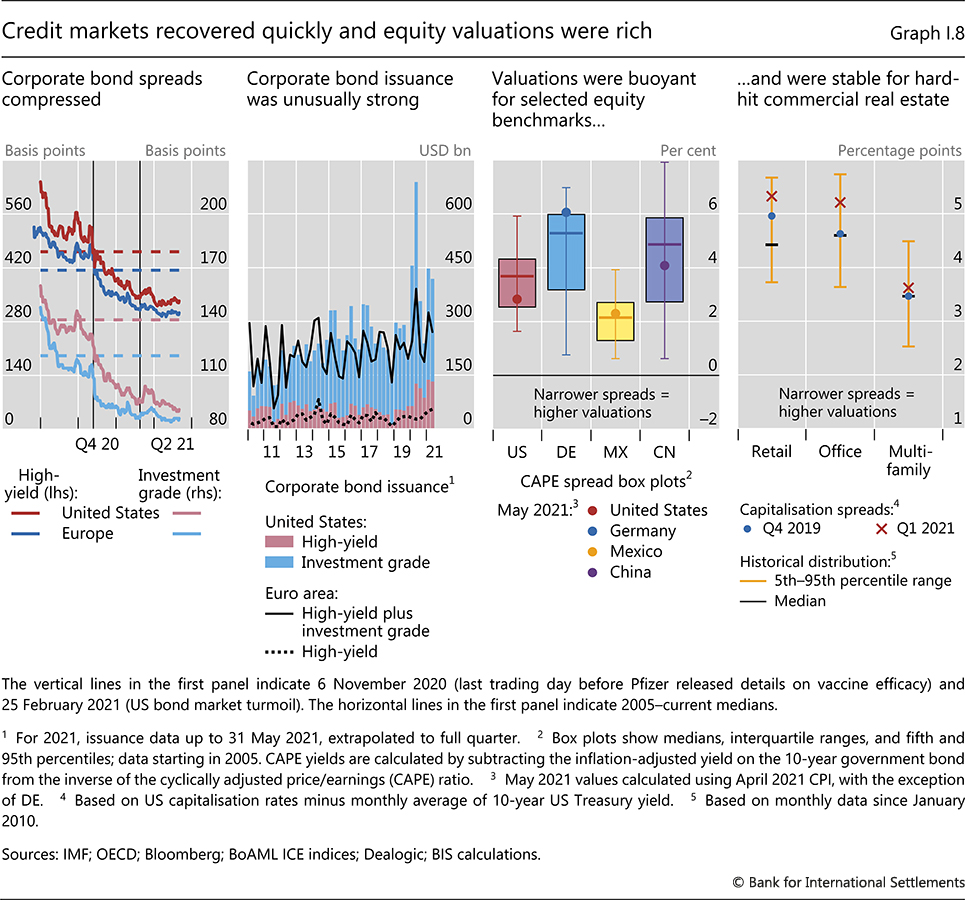 Credit markets recovered quickly and equity valuations were rich
Graph I.8
Corporate bond spreads
compressed
Basis points
Basis points
560
420
280
140
0
200
170
140
110
80
Q4 20
Q2 21
High-
yield (lhs):
Investment
grade (rhs):
United States
Europe
Corporate bond issuance
was unusually strong
USD bn
600
450
300
150
0
11
13
15
17
19
21
Corporate bond issuance1
United States:
High-yield
Investment grade
Euro area:
High-yield plus
investment grade
High-yield
Valuations were buoyant
for selected equity
benchmarks…
Per cent
6
4
2
0
–2
Narrower spreads =
higher valuations
US
DE
MX
CN
CAPE spread box plots2
May 2021:3
United States
Germany
Mexico
China
…and were stable for hard-
hit commercial real estate
Percentage points
5
4
3
2
1
Narrower spreads =
higher valuations
Retail
Office
Multi-
family
Capitalisation spreads:4
Q4 2019
Q1 2021
Historical distribution:5
5th–95th percentile range
Median
The vertical lines in the first panel indicate 6 November 2020 (last trading day before Pfizer released details on vaccine efficacy) and
25 February 2021 (US bond market turmoil). The horizontal lines in the first panel indicate 2005–current medians.
1 For 2021, issuance data up to 31 May 2021, extrapolated to full quarter. 2 Box plots show medians, interquartile ranges, and fifth and
95th percentiles; data starting in 2005. CAPE yields are calculated by subtracting the inflation-adjusted yield on the 10-year government bond
from the inverse of the cyclically adjusted price/earnings (CAPE) ratio. 3 May 2021 values calculated using April 2021 CPI, with the exception
of DE. 4 Based on US capitalisation rates minus monthly average of 10-year US Treasury yield. 5 Based on monthly data since January
2010.
Sources: IMF; OECD; Bloomberg; BoAML ICE indices; Dealogic; BIS calculations.
© Bank for International Settlements